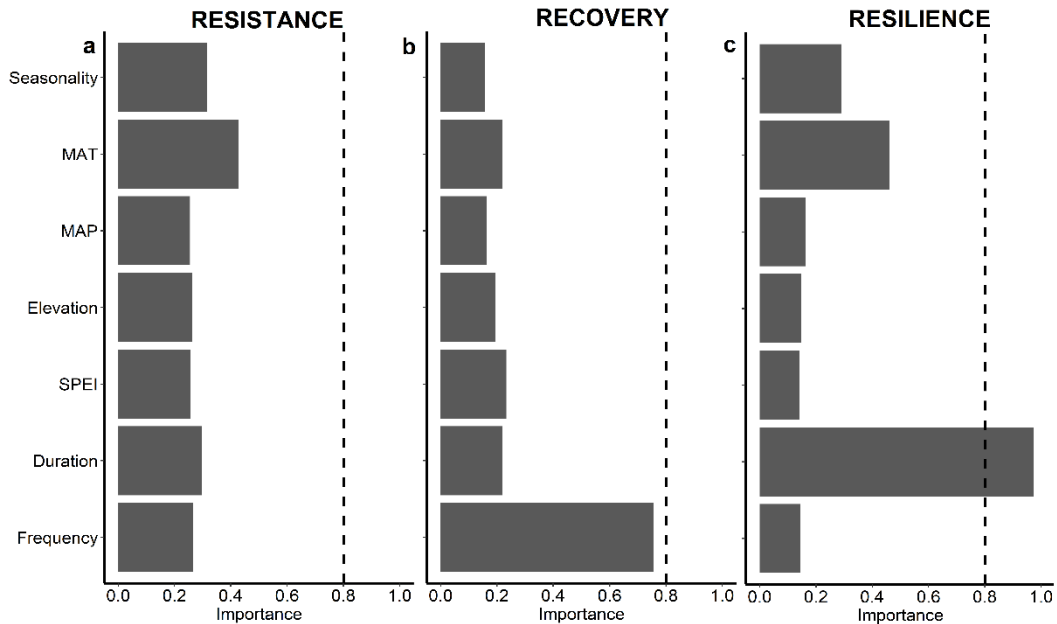 RESISTANCE
RECOVERY
RESILIENCE
a
b
c
Seasonality
MAT
MAP
Elevation
SPEI
Duration
Frequency
0.0 0.2 0.4 0.6 0.8 1.0
Importance
0.0 0.2 0.4 0.6 0.8 1.0
Importance
0.0 0.2 0.4 0.6 0.8 1.0
Importance